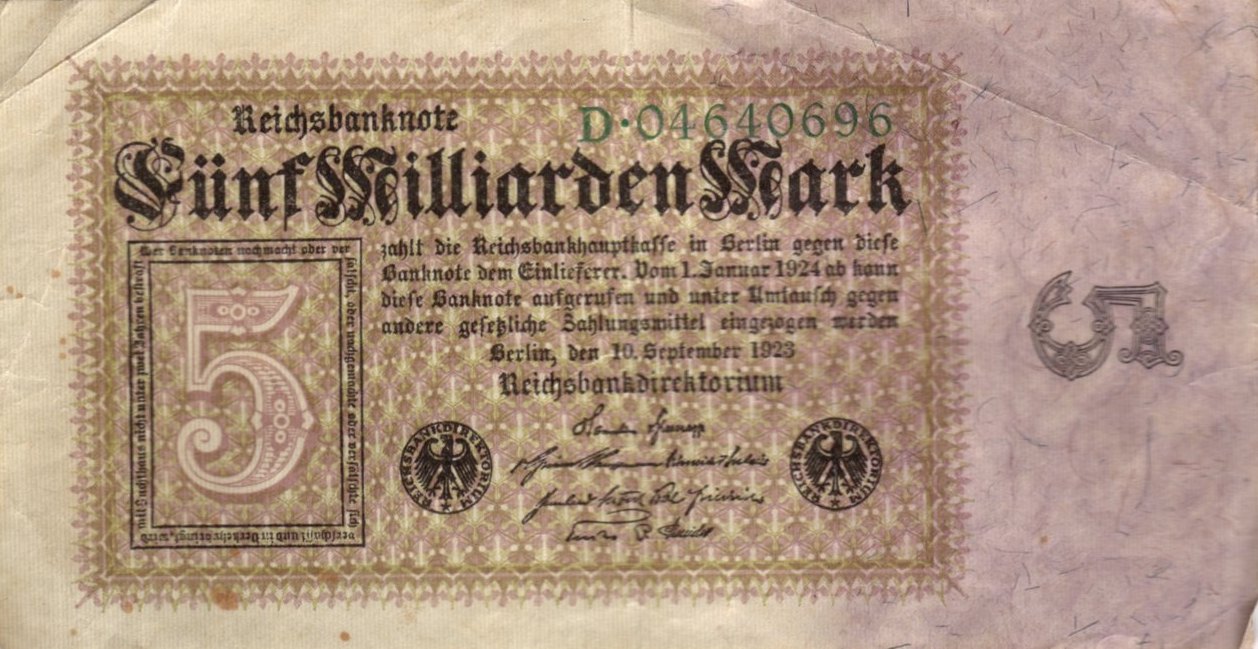 Reichsbanknote
D·04640696
Fünf Milliarden Mark
zahlt die Reichsbankhauptkasse in Berlin gegen diese
Banknote dem Einlieferer. Vom 1. Januar 1924 ab kann
diese Banknote aufgerufen und unter Umtausch gegen
andere gesetzliche Zahlungsmittel eingezogen werden
Berlin, den 10. September 1923
Reichsbankdirektorium
Wer Banknoten nachmacht oder ver
fälscht, oder nachgemachte oder verfälschte sich
verschafft und in Verkehr bringt, wird
mit Zuchthaus nicht unter zwei Jahren bestraft
5
REICHSBANKDIREKTORIUM
REICHSBANKDIREKTORIUM
5